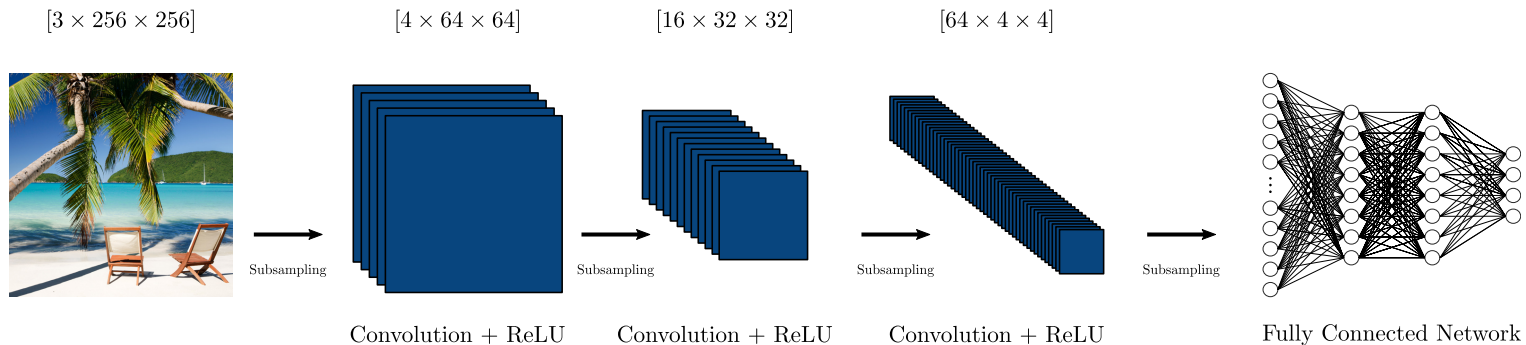 [3 × 256 × 256] [4 × 64 × 64] [16 × 32 × 32] [64 × 4 × 4]
Subsampling Subsampling Subsampling Subsampling
Convolution + ReLU Convolution + ReLU Convolution + ReLU Fully Connected Network